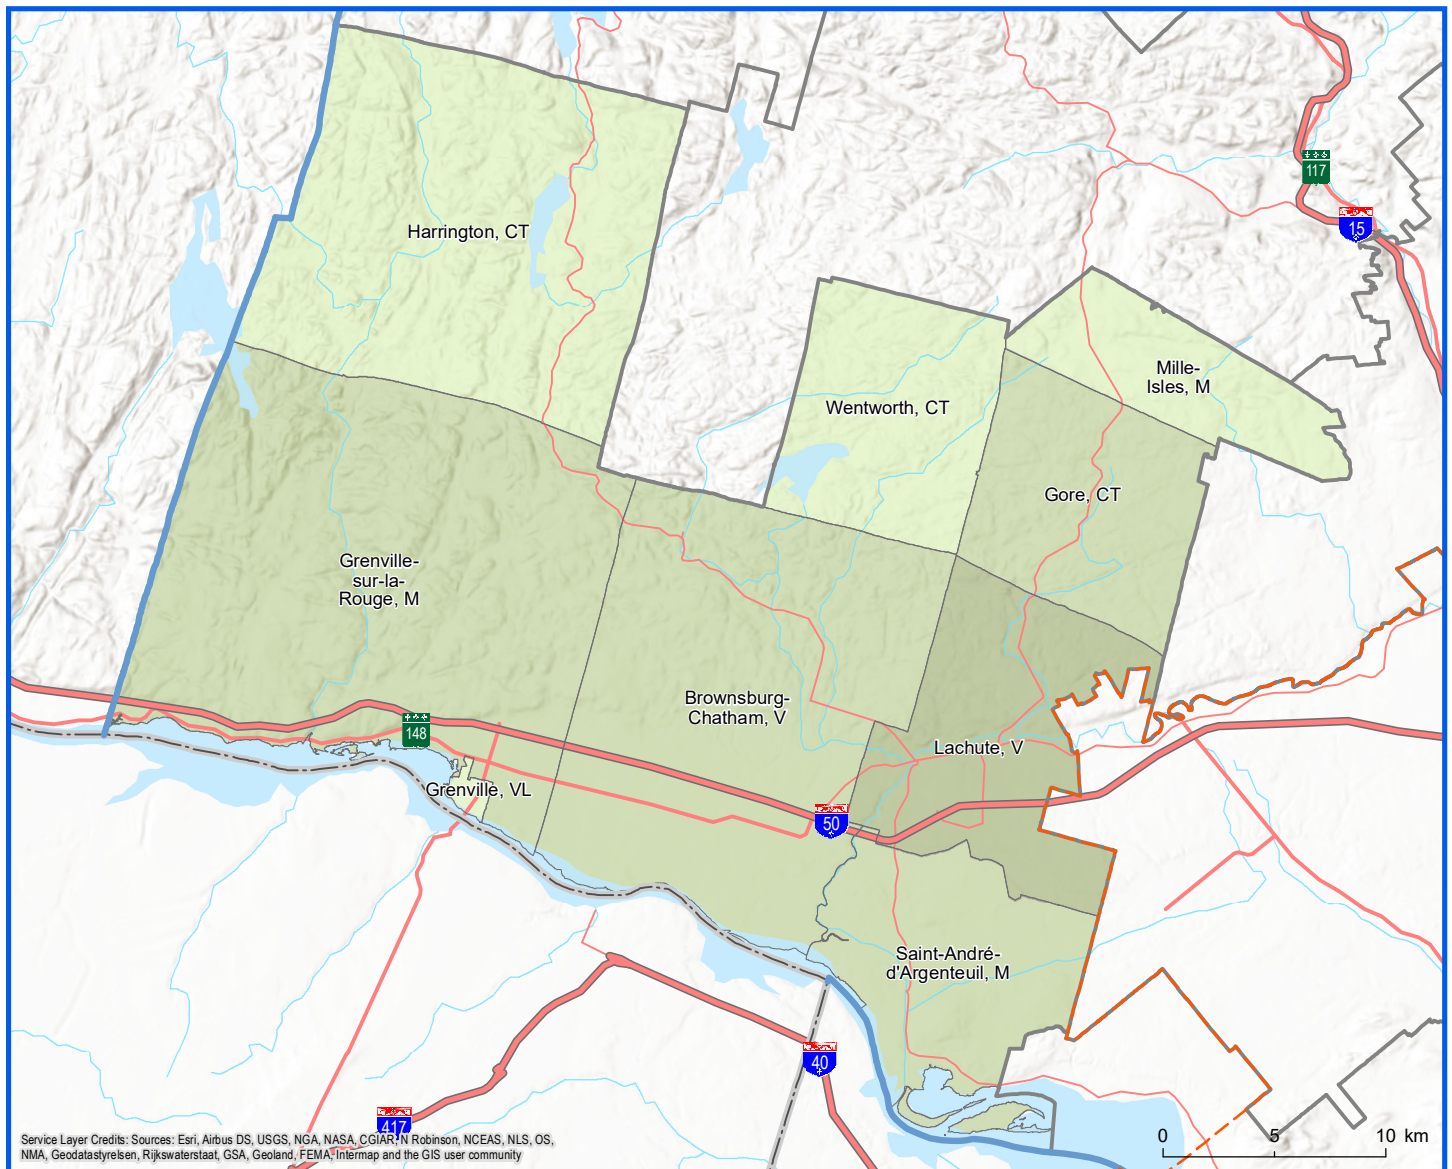 117
15
Harrington, CT
Mille-
Isles, M
Wentworth, CT
Gore, CT
Grenville-
sur-la-
Rouge, M
Brownsburg-
Chatham, V
148
Lachute, V
Grenville, VL
50
Saint-André-
d'Argenteuil, M
40
417
0 5 10 km
Service Layer Credits: Sources: Esri, Airbus DS, USGS, NGA, NASA, CGIAR, N Robinson, NCEAS, NLS, OS,
NMA, Geodatastyrelsen, Rijkswaterstaat, GSA, Geoland, FEMA, Intermap and the GIS user community